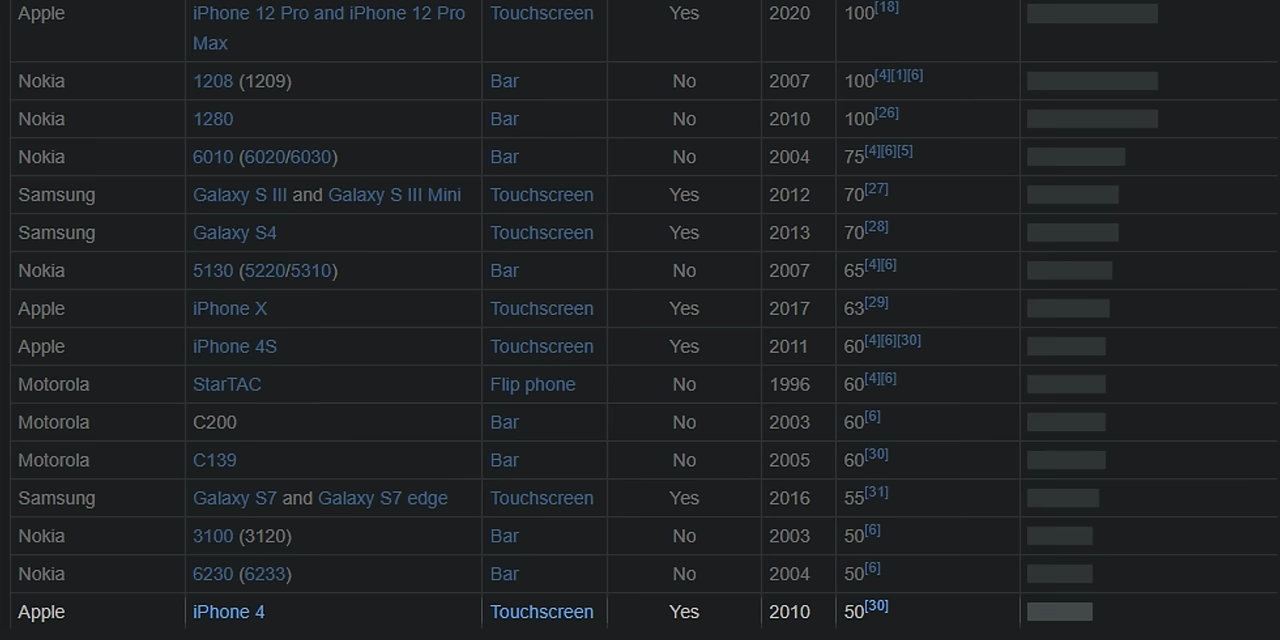 Apple iPhone 12 Pro and iPhone 12 Pro Max Touchscreen Yes 2020 100[18]
Nokia 1208 (1209) Bar No 2007 100[4][1][6]
Nokia 1280 Bar No 2010 100[26]
Nokia 6010 (6020/6030) Bar No 2004 75[4][6][5]
Samsung Galaxy S III and Galaxy S III Mini Touchscreen Yes 2012 70[27]
Samsung Galaxy S4 Touchscreen Yes 2013 70[28]
Nokia 5130 (5220/5310) Bar No 2007 65[4][6]
Apple iPhone X Touchscreen Yes 2017 63[29]
Apple iPhone 4S Touchscreen Yes 2011 60[4][6][30]
Motorola StarTAC Flip phone No 1996 60[4][6]
Motorola C200 Bar No 2003 60[6]
Motorola C139 Bar No 2005 60[30]
Samsung Galaxy S7 and Galaxy S7 edge Touchscreen Yes 2016 55[31]
Nokia 3100 (3120) Bar No 2003 50[6]
Nokia 6230 (6233) Bar No 2004 50[6]
Apple iPhone 4 Touchscreen Yes 2010 50[30]